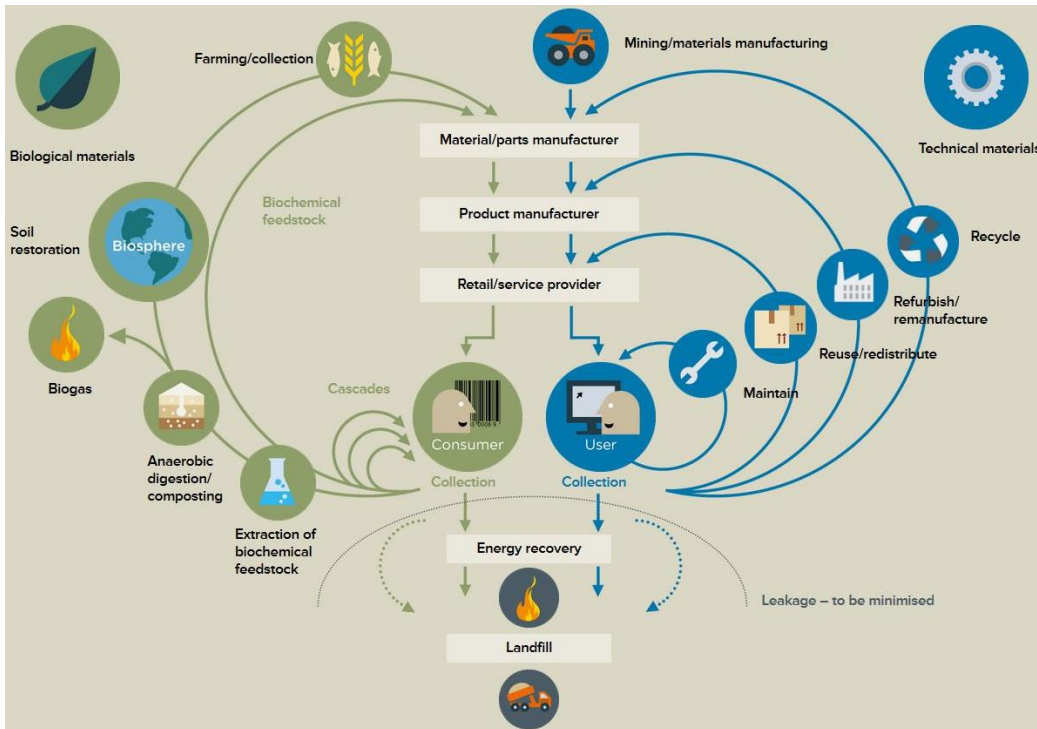 Farming/collection
Mining/materials manufacturing
Biological materials
Material/parts manufacturer
Technical materials
Biochemical
feedstock
Product manufacturer
Soil
restoration
Biosphere
Recycle
Retail/service provider
Refurbish/
remanufacture
Reuse/redistribute
Biogas
Cascades
Maintain
Consumer
User
Anaerobic
digestion/
composting
Collection
Collection
Extraction of
biochemical
feedstock
Energy recovery
Leakage – to be minimised
Landfill